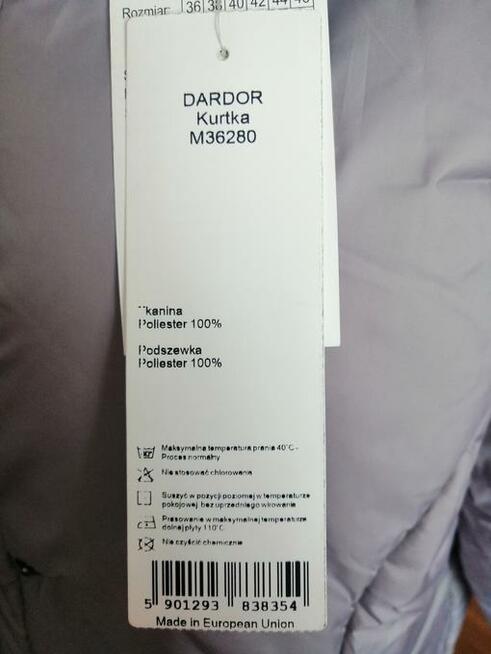 Rozmiar: 36 38 40 42 44 46
DARDOR
Kurtka
M36280
Tkanina
Poliester 100%
Podszewka
Poliester 100%
Maksymalna temperatura prania 40°C -
Proces normalny
Nie stosować chlorowania
Suszyć w pozycji poziomej w temperaturze
pokojowej bez uprzedniego wirowania
Prasowanie w maksymalnej temperaturze
dolnej płyty 110°C
Nie czyścić chemicznie
5 901293 838354
Made in European Union